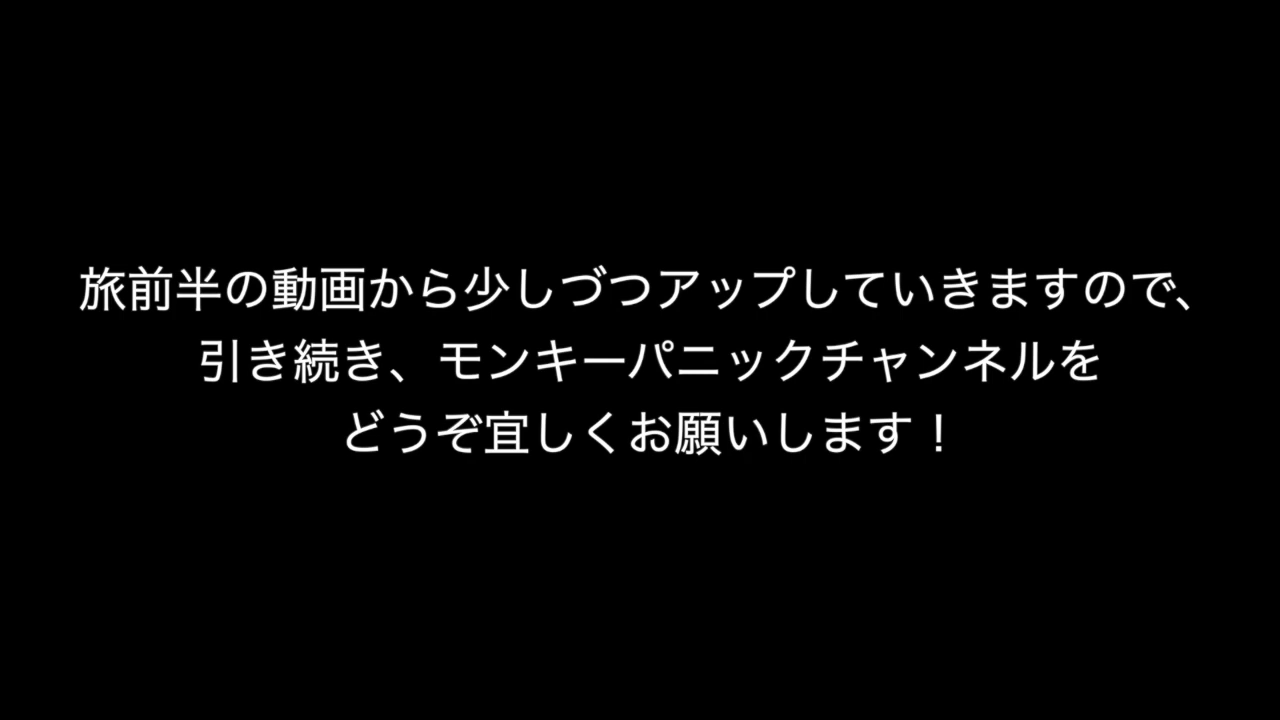 旅前半の動画から少しづつアップしていきますので、
引き続き、モンキーパニックチャンネルを
どうぞ宜しくお願いします！